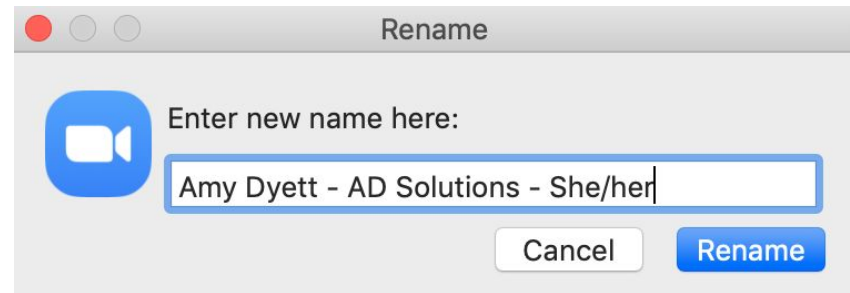 Rename
Enter new name here:
Amy Dyett - AD Solutions - She/her
Cancel Rename